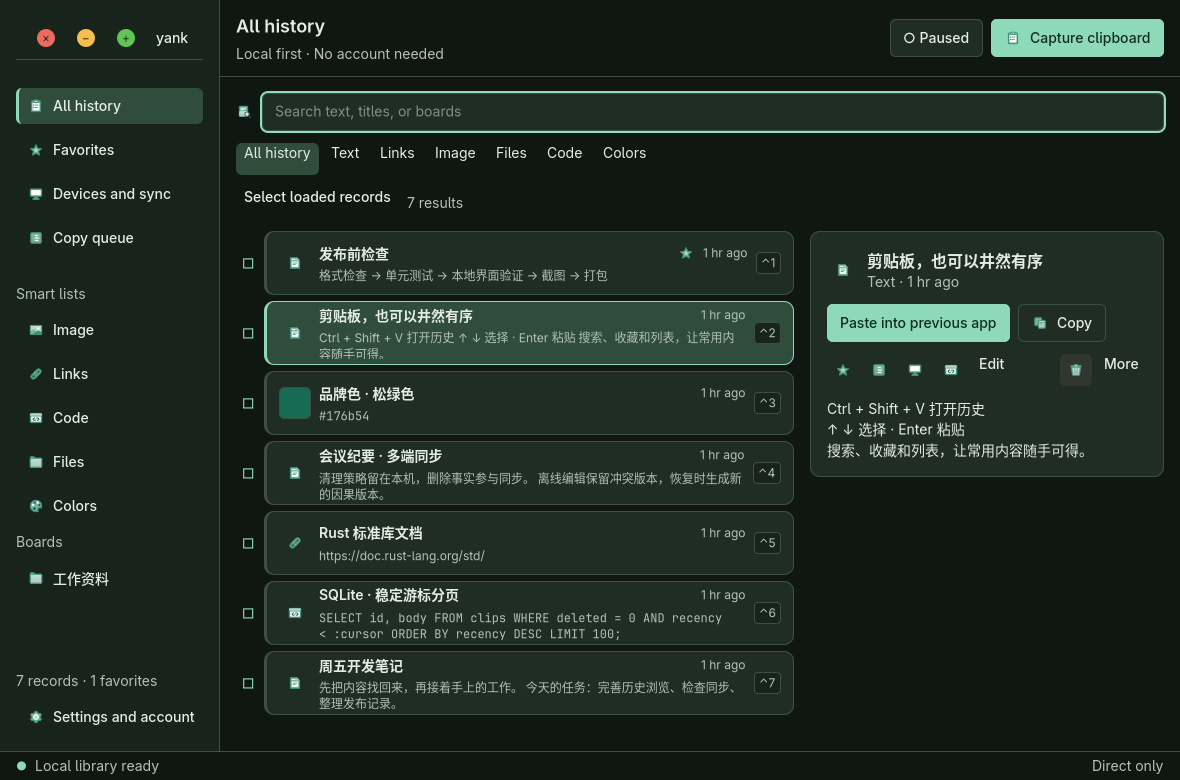 yank
All history
Favorites
Devices and sync
Copy queue
Smart lists
Image
Links
Code
Files
Colors
Boards
工作资料
7 records · 1 favorites
Settings and account
All history
Local first · No account needed
Paused
Capture clipboard
Search text, titles, or boards
All history Text Links Image Files Code Colors
Select loaded records 7 results
发布前检查 1 hr ago ^1
格式检查 → 单元测试 → 本地界面验证 → 截图 → 打包
剪贴板，也可以井然有序 1 hr ago ^2
Ctrl + Shift + V 打开历史 ↑ ↓ 选择 · Enter 粘贴 搜索、收藏和列表，让常用内
容随手可得。
品牌色 · 松绿色 1 hr ago ^3
#176b54
会议纪要 · 多端同步 1 hr ago ^4
清理策略留在本机，删除事实参与同步。 离线编辑保留冲突版本，恢复时生成新
的因果版本。
Rust 标准库文档 1 hr ago ^5
https://doc.rust-lang.org/std/
SQLite · 稳定游标分页 1 hr ago ^6
SELECT id, body FROM clips WHERE deleted = 0 AND recency
< :cursor ORDER BY recency DESC LIMIT 100;
周五开发笔记 1 hr ago ^7
先把内容找回来，再接着手上的工作。 今天的任务：完善历史浏览、检查同步、
整理发布记录。
剪贴板，也可以井然有序
Text · 1 hr ago
Paste into previous app Copy
Edit More
Ctrl + Shift + V 打开历史
↑ ↓ 选择 · Enter 粘贴
搜索、收藏和列表，让常用内容随手可得。
Local library ready Direct only